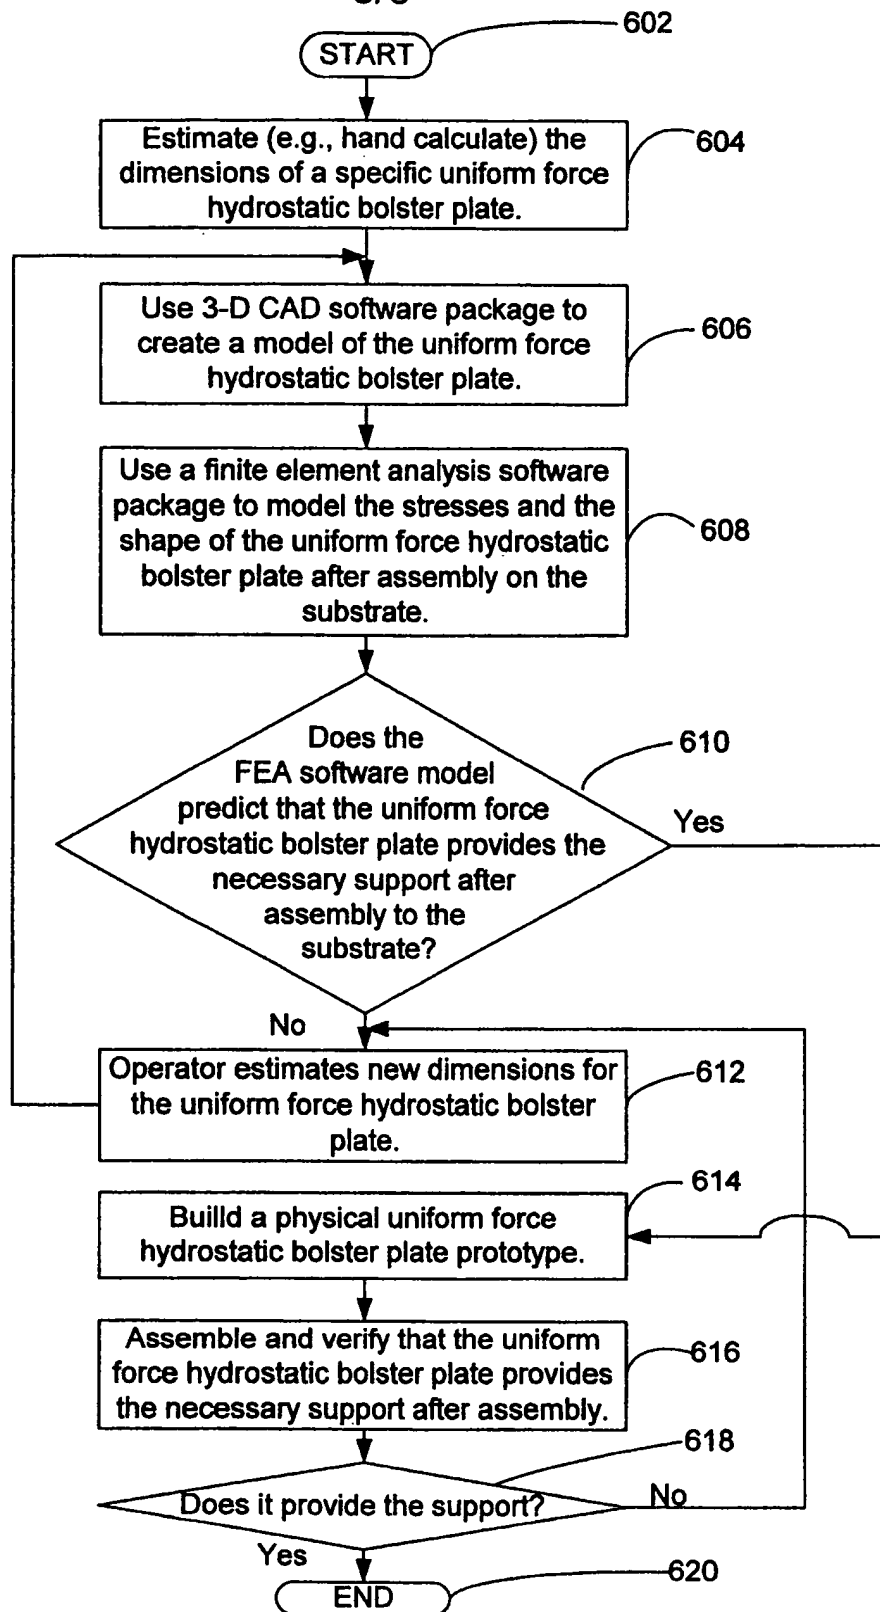 602
START
Estimate (e.g., hand calculate) the
dimensions of a specific uniform force
hydrostatic bolster plate.
604
Use 3-D CAD software package to
create a model of the uniform force
hydrostatic bolster plate.
606
Use a finite element analysis software
package to model the stresses and the
shape of the uniform force hydrostatic
bolster plate after assembly on the
substrate.
608
Does the
FEA software model
predict that the uniform force
hydrostatic bolster plate provides the
necessary support after
assembly to the
substrate?
610
Yes
No
Operator estimates new dimensions for
the uniform force hydrostatic bolster
plate.
612
614
Builld a physical uniform force
hydrostatic bolster plate prototype.
Assemble and verify that the uniform
force hydrostatic bolster plate provides
the necessary support after assembly.
616
618
Does it provide the support?
No
Yes
620
END